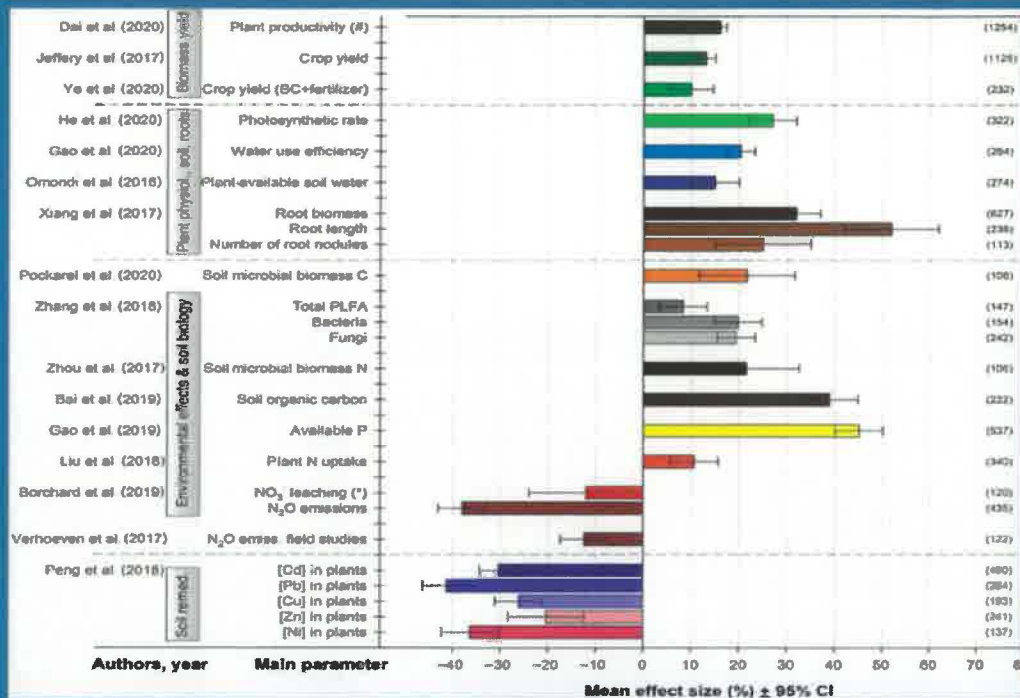 Dai et al (2020) Plant productivity (#) (1254)
Jeffery et al (2017) Crop yield (1125)
Ye et al (2020) Crop yield (BC+fertilizer) (232)
Biomass yield
He et al (2020) Photosynthetic rate (322)
Gao et al (2020) Water use efficiency (284)
Omondi et al (2016) Plant-available soil water (274)
Xiang et al (2017) Root biomass (627)
Root length (238)
Number of root nodules (113)
Plant physiol., soil, roots
Pockarel et al (2020) Soil microbial biomass C (106)
Zhang et al (2018) Total PLFA (147)
Bacteria (154)
Fungi (242)
Zhou et al (2017) Soil microbial biomass N (106)
Bai et al (2019) Soil organic carbon (222)
Gao et al (2019) Available P (537)
Liu et al (2018) Plant N uptake (340)
Borchard et al (2019) NO₃ leaching (*) (120)
N₂O emissions (435)
Verhoeven et al (2017) N₂O emiss. field studies (122)
Environmental effects & soil biology
Peng et al (2018) [Cd] in plants (480)
[Pb] in plants (284)
[Cu] in plants (193)
[Zn] in plants (241)
[Ni] in plants (137)
Soil remed.
Authors, year Main parameter −40 −30 −20 −10 0 10 20 30 40 50 60 70
Mean effect size (%) ± 95% CI